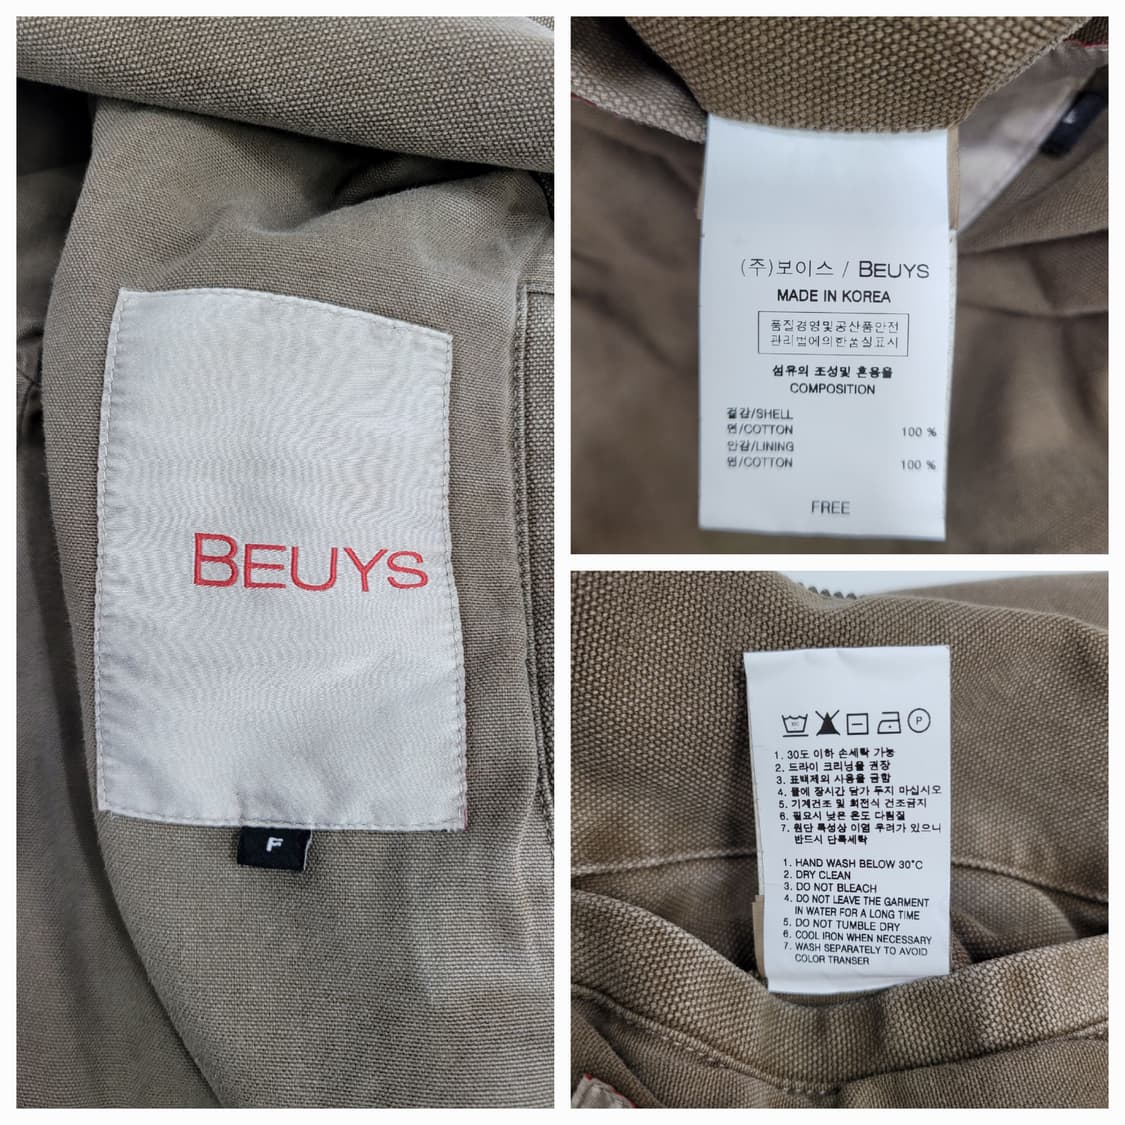 BEUYS
F
(주)보이스 / BEUYS
MADE IN KOREA
품질경영및공산품안전
관리법에의한품질표시
섬유의 조성및 혼용율
COMPOSITION
겉감/SHELL
면/COTTON 100 %
안감/LINING
면/COTTON 100 %
FREE
P
1. 30도 이하 손세탁 가능
2. 드라이 크리닝을 권장
3. 표백제의 사용을 금함
4. 물에 장시간 담가 두지 마십시오
5. 기계건조 및 회전식 건조금지
6. 필요시 낮은 온도 다림질
7. 원단 특성상 이염 우려가 있으니
반드시 단독세탁
1. HAND WASH BELOW 30°C
2. DRY CLEAN
3. DO NOT BLEACH
4. DO NOT LEAVE THE GARMENT
IN WATER FOR A LONG TIME
5. DO NOT TUMBLE DRY
6. COOL IRON WHEN NECESSARY
7. WASH SEPARATELY TO AVOID
COLOR TRANSER